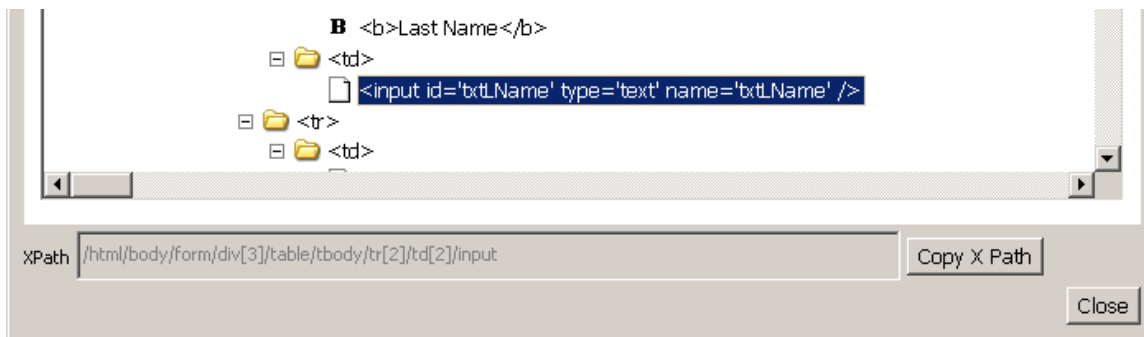 B <b>Last Name</b>
<td>
<input id='txtLName' type='text' name='txtLName' />
<tr>
<td>
XPath /html/body/form/div[3]/table/tbody/tr[2]/td[2]/input Copy X Path
Close